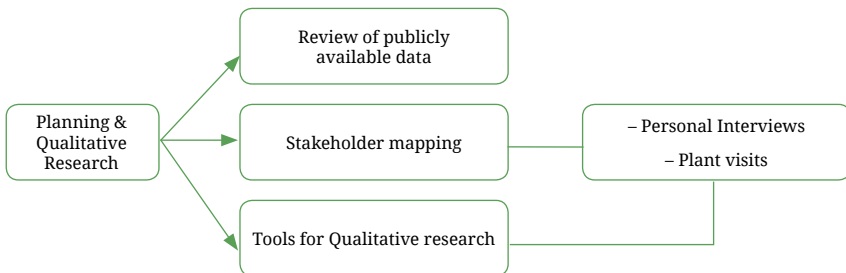 Review of publicly
available data
Planning &
Qualitative
Research
Stakeholder mapping
– Personal Interviews
– Plant visits
Tools for Qualitative research